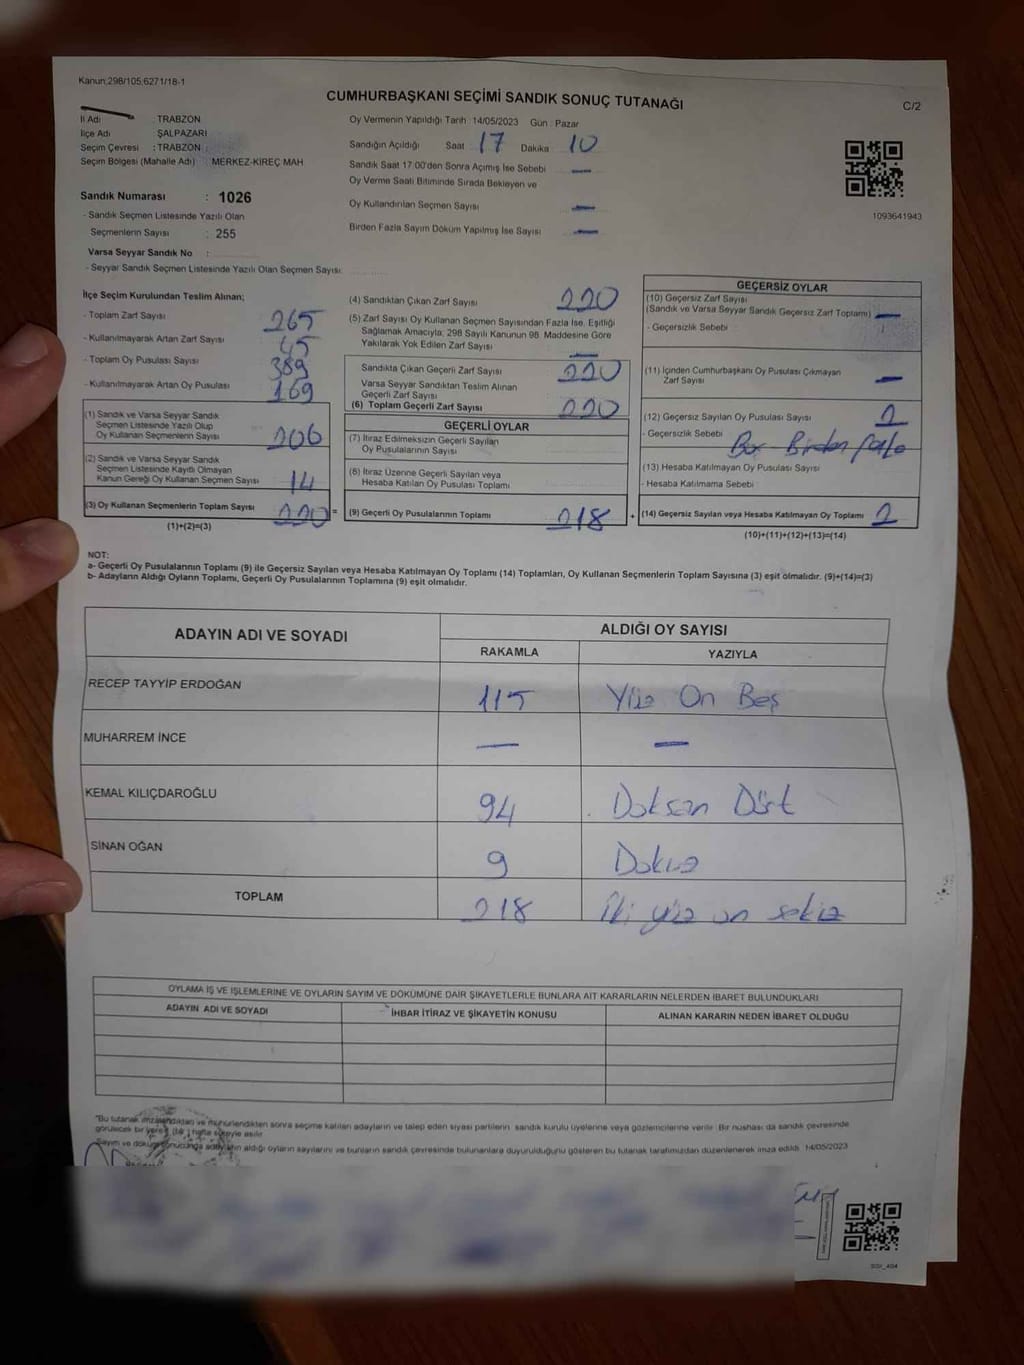 Kanun:298/105;6271/18-1
CUMHURBAŞKANI SEÇİMİ SANDIK SONUÇ TUTANAĞI
C/2
İl Adı TRABZON
İlçe Adı ŞALPAZARI
Seçim Çevresi : TRABZON
Seçim Bölgesi (Mahalle Adı) MERKEZ-KİREÇ MAH
Sandık Numarası : 1026
- Sandık Seçmen Listesinde Yazılı Olan
Seçmenlerin Sayısı : 255
Varsa Seyyar Sandık No :
- Seyyar Sandık Seçmen Listesinde Yazılı Olan Seçmen Sayısı:
Oy Vermenin Yapıldığı Tarih : 14/05/2023 Gün : Pazar
Sandığın Açıldığı Saat 17 Dakika 10
Sandık Saat 17:00'den Sonra Açılmış İse Sebebi —
Oy Verme Saati Bitiminde Sırada Bekleyen ve
Oy Kullandırılan Seçmen Sayısı —
Birden Fazla Sayım Döküm Yapılmış İse Sayısı —
1093641943
İlçe Seçim Kurulundan Teslim Alınan;
- Toplam Zarf Sayısı 265
- Kullanılmayarak Artan Zarf Sayısı 45
- Toplam Oy Pusulası Sayısı 389
- Kullanılmayarak Artan Oy Pusulası 169
(1) Sandık ve Varsa Seyyar Sandık
Seçmen Listesinde Yazılı Olup
Oy Kullanan Seçmenlerin Sayısı 206
(2) Sandık ve Varsa Seyyar Sandık
Seçmen Listesinde Kayıtlı Olmayan
Kanun Gereği Oy Kullanan Seçmen Sayısı 14
(3) Oy Kullanan Seçmenlerin Toplam Sayısı 220 =
(1)+(2)=(3)
(4) Sandıktan Çıkan Zarf Sayısı 220
(5) Zarf Sayısı Oy Kullanan Seçmen Sayısından Fazla İse, Eşitliği
Sağlamak Amacıyla, 298 Sayılı Kanunun 98. Maddesine Göre
Yakılarak Yok Edilen Zarf Sayısı —
Sandıkta Çıkan Geçerli Zarf Sayısı 220
Varsa Seyyar Sandıktan Teslim Alınan
Geçerli Zarf Sayısı
(6) Toplam Geçerli Zarf Sayısı 220
GEÇERLİ OYLAR
(7) İtiraz Edilmeksizin Geçerli Sayılan
Oy Pusulalarının Sayısı
(8) İtiraz Üzerine Geçerli Sayılan veya
Hesaba Katılan Oy Pusulası Toplamı
(9) Geçerli Oy Pusulalarının Toplamı 218 +
GEÇERSİZ OYLAR
(10) Geçersiz Zarf Sayısı
(Sandık ve Varsa Seyyar Sandık Geçersiz Zarf Toplamı) —
- Geçersizlik Sebebi
(11) İçinden Cumhurbaşkanı Oy Pusulası Çıkmayan
Zarf Sayısı —
(12) Geçersiz Sayılan Oy Pusulası Sayısı 2
- Geçersizlik Sebebi Birden fazla
(13) Hesaba Katılmayan Oy Pusulası Sayısı
- Hesaba Katılmama Sebebi
(14) Geçersiz Sayılan veya Hesaba Katılmayan Oy Toplamı 2
(10)+(11)+(12)+(13)=(14)
NOT:
a- Geçerli Oy Pusulalarının Toplamı (9) ile Geçersiz Sayılan veya Hesaba Katılmayan Oy Toplamı (14) Toplamları, Oy Kullanan Seçmenlerin Toplam Sayısına (3) eşit olmalıdır. (9)+(14)=(3)
b- Adayların Aldığı Oyların Toplamı, Geçerli Oy Pusulalarının Toplamına (9) eşit olmalıdır.
ADAYIN ADI VE SOYADI ALDIĞI OY SAYISI
RAKAMLA YAZIYLA
RECEP TAYYİP ERDOĞAN 115 Yüz On Beş
MUHARREM İNCE — —
KEMAL KILIÇDAROĞLU 94 Doksan Dört
SİNAN OĞAN 9 Dokuz
TOPLAM 218 İki yüz on sekiz
OYLAMA İŞ VE İŞLEMLERİNE VE OYLARIN SAYIM VE DÖKÜMÜNE DAİR ŞİKAYETLERLE BUNLARA AİT KARARLARIN NELERDEN İBARET BULUNDUKLARI
ADAYIN ADI VE SOYADI İHBAR İTİRAZ VE ŞİKAYETİN KONUSU ALINAN KARARIN NEDEN İBARET OLDUĞU
"Bu tutanak imzalandıktan ve mühürlendikten sonra seçime katılan adayların ve talep eden siyasi partilerin sandık kurulu üyelerine veya gözlemcilerine verilir. Bir nüshası da sandık çevresinde
görülecek bir yere hafta süreyle asılır.
Sayım ve döküm sonucunda adayların aldığı oyların sayılarını ve bunların sandık çevresinde bulunanlara duyurulduğunu gösteren bu tutanak tarafımızdan düzenlenerek imza edildi. 14/05/2023